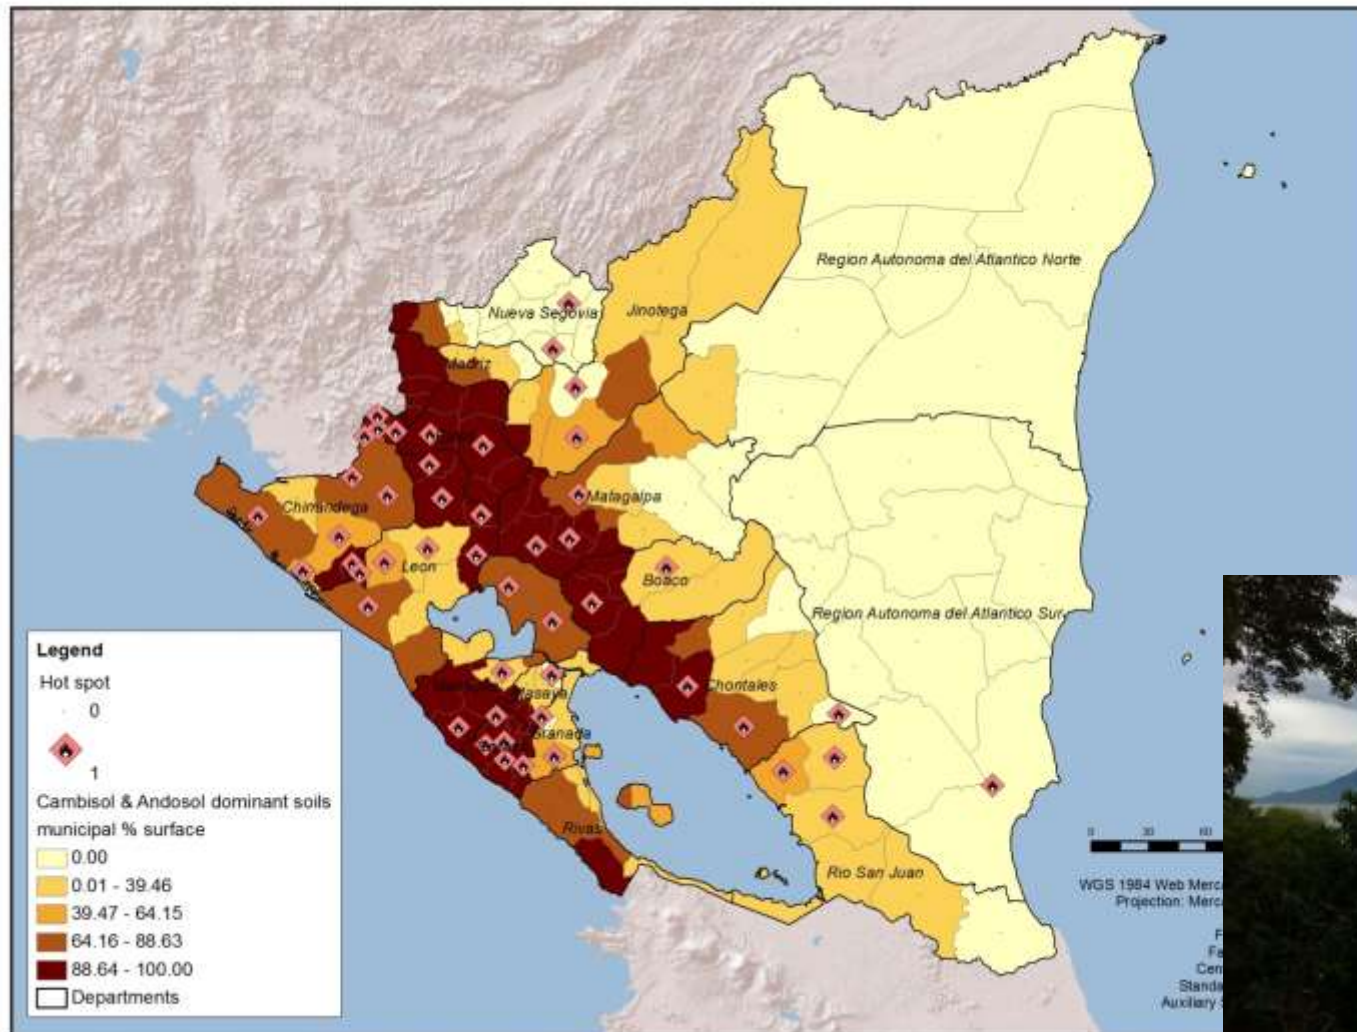 Region Autonoma del Atlantico Norte
Nueva Segovia
Jinotega
Madriz
Chinandega
Matagalpa
Leon
Boaco
Region Autonoma del Atlantico Sur
Chontales
Masaya
Granada
Rivas
Rio San Juan
Legend
Hot spot
0
1
Cambisol & Andosol dominant soils
municipal % surface
0.00
0.01 - 39.46
39.47 - 64.15
64.16 - 88.63
88.64 - 100.00
Departments
0 30 60
WGS 1984 Web
Projection: